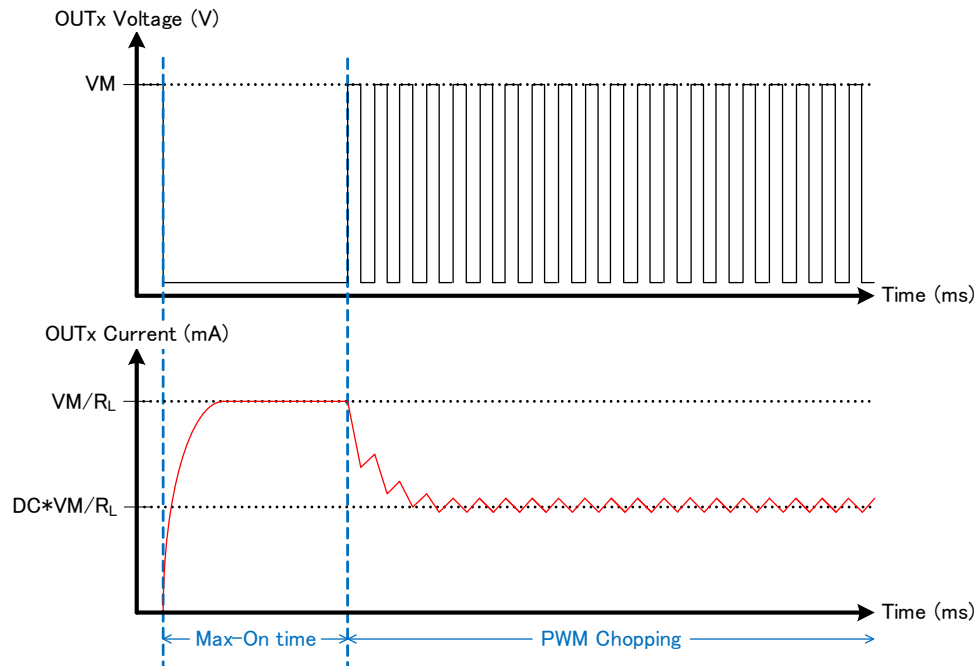 OUTx Voltage (V)
VM
Time (ms)
OUTx Current (mA)
VM/RL
DC*VM/RL
Time (ms)
Max-On time
PWM Chopping